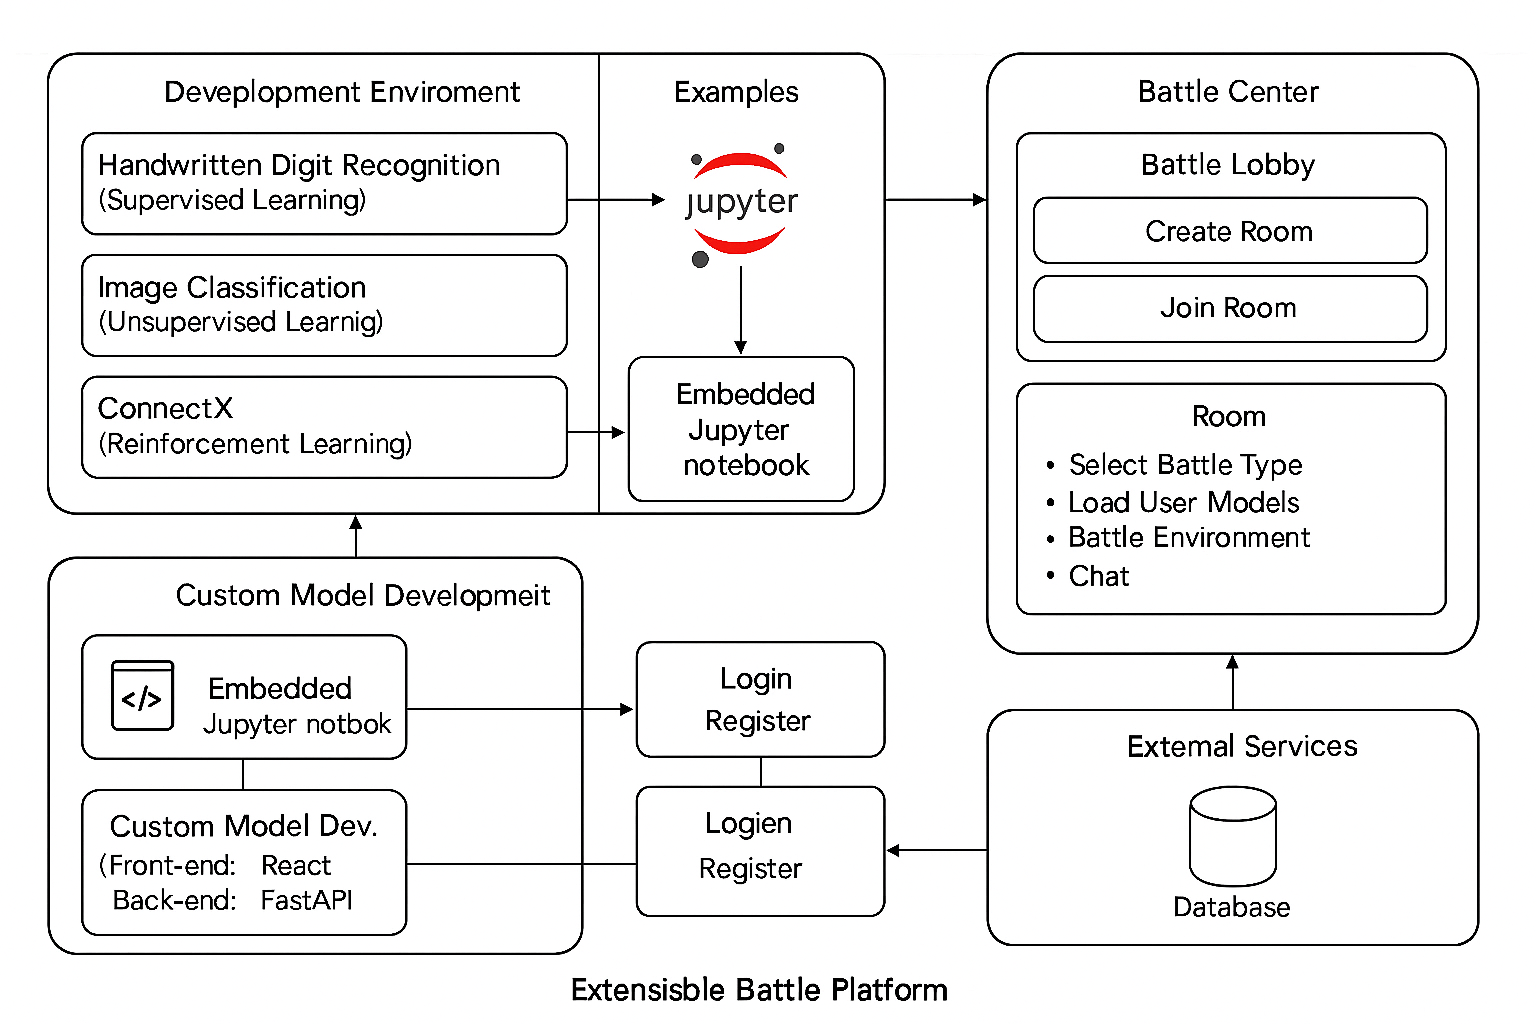 Deveplopment Enviroment
Handwritten Digit Recognition
(Supervised Learning)
Image Classification
(Unsupervised Learnig)
ConnectX
(Reinforcement Learning)
Examples
jupyter
Embedded
Jupyter
notebook
Battle Center
Battle Lobby
Create Room
Join Room
Room
• Select Battle Type
• Load User Models
• Battle Environment
• Chat
Custom Model Developmeit
</>
Embedded
Jupyter notbok
Custom Model Dev.
(Front-end: React
Back-end: FastAPI
Login
Register
Logien
Register
Extemal Services
Database
Extensisble Battle Platform